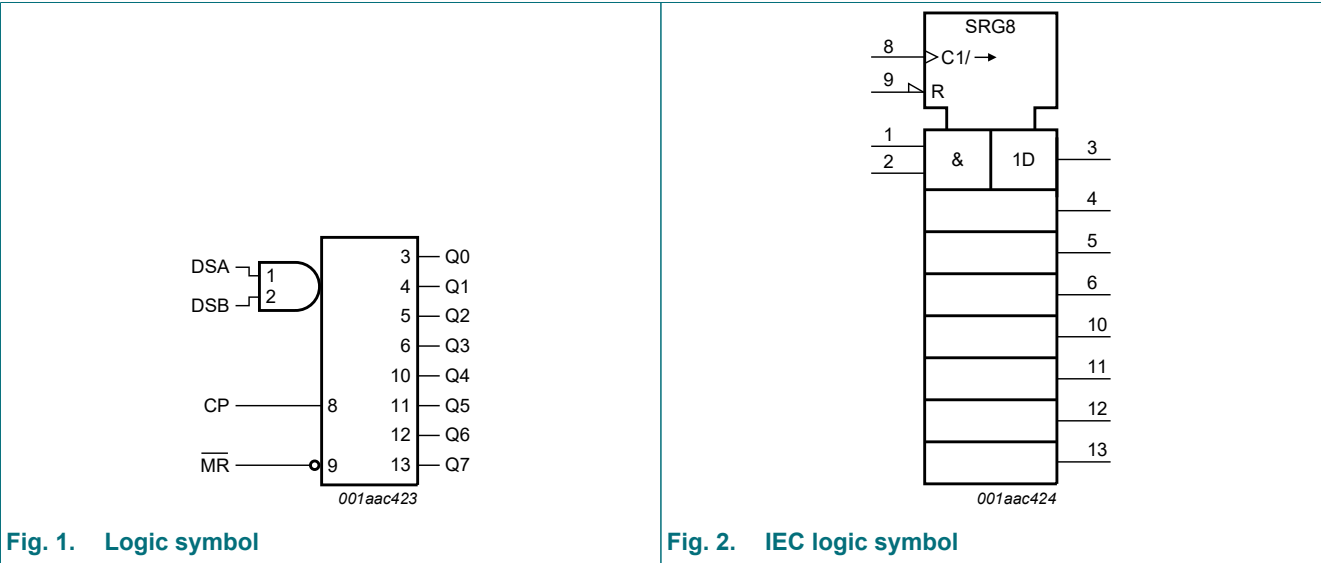 DSA
DSB
1
2
CP
8
M̅R̅
9
3
Q0
4
Q1
5
Q2
6
Q3
10
Q4
11
Q5
12
Q6
13
Q7
001aac423
Fig. 1. Logic symbol
SRG8
8
C1/ →
9
R
1
2
&
1D
3
4
5
6
10
11
12
13
001aac424
Fig. 2. IEC logic symbol